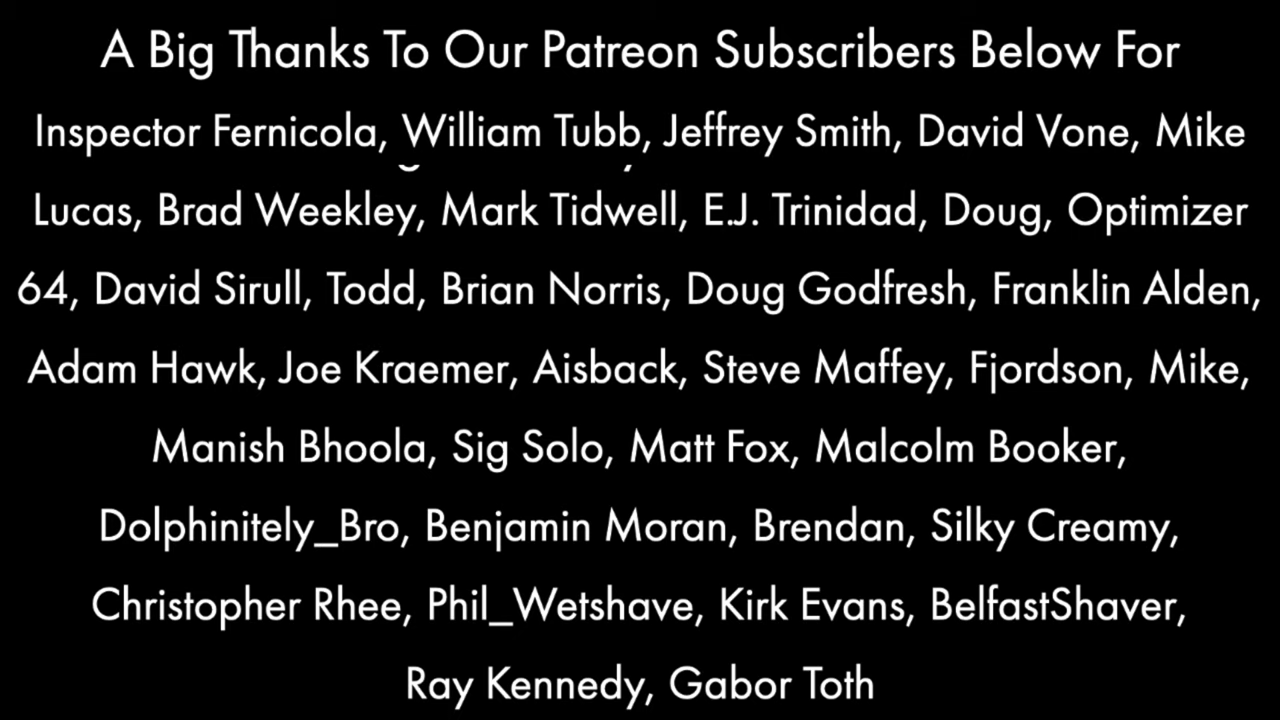 A Big Thanks To Our Patreon Subscribers Below For
Inspector Fernicola, William Tubb, Jeffrey Smith, David Vone, Mike
Lucas, Brad Weekley, Mark Tidwell, E.J. Trinidad, Doug, Optimizer
64, David Sirull, Todd, Brian Norris, Doug Godfresh, Franklin Alden,
Adam Hawk, Joe Kraemer, Aisback, Steve Maffey, Fjordson, Mike,
Manish Bhoola, Sig Solo, Matt Fox, Malcolm Booker,
Dolphinitely_Bro, Benjamin Moran, Brendan, Silky Creamy,
Christopher Rhee, Phil_Wetshave, Kirk Evans, BelfastShaver,
Ray Kennedy, Gabor Toth